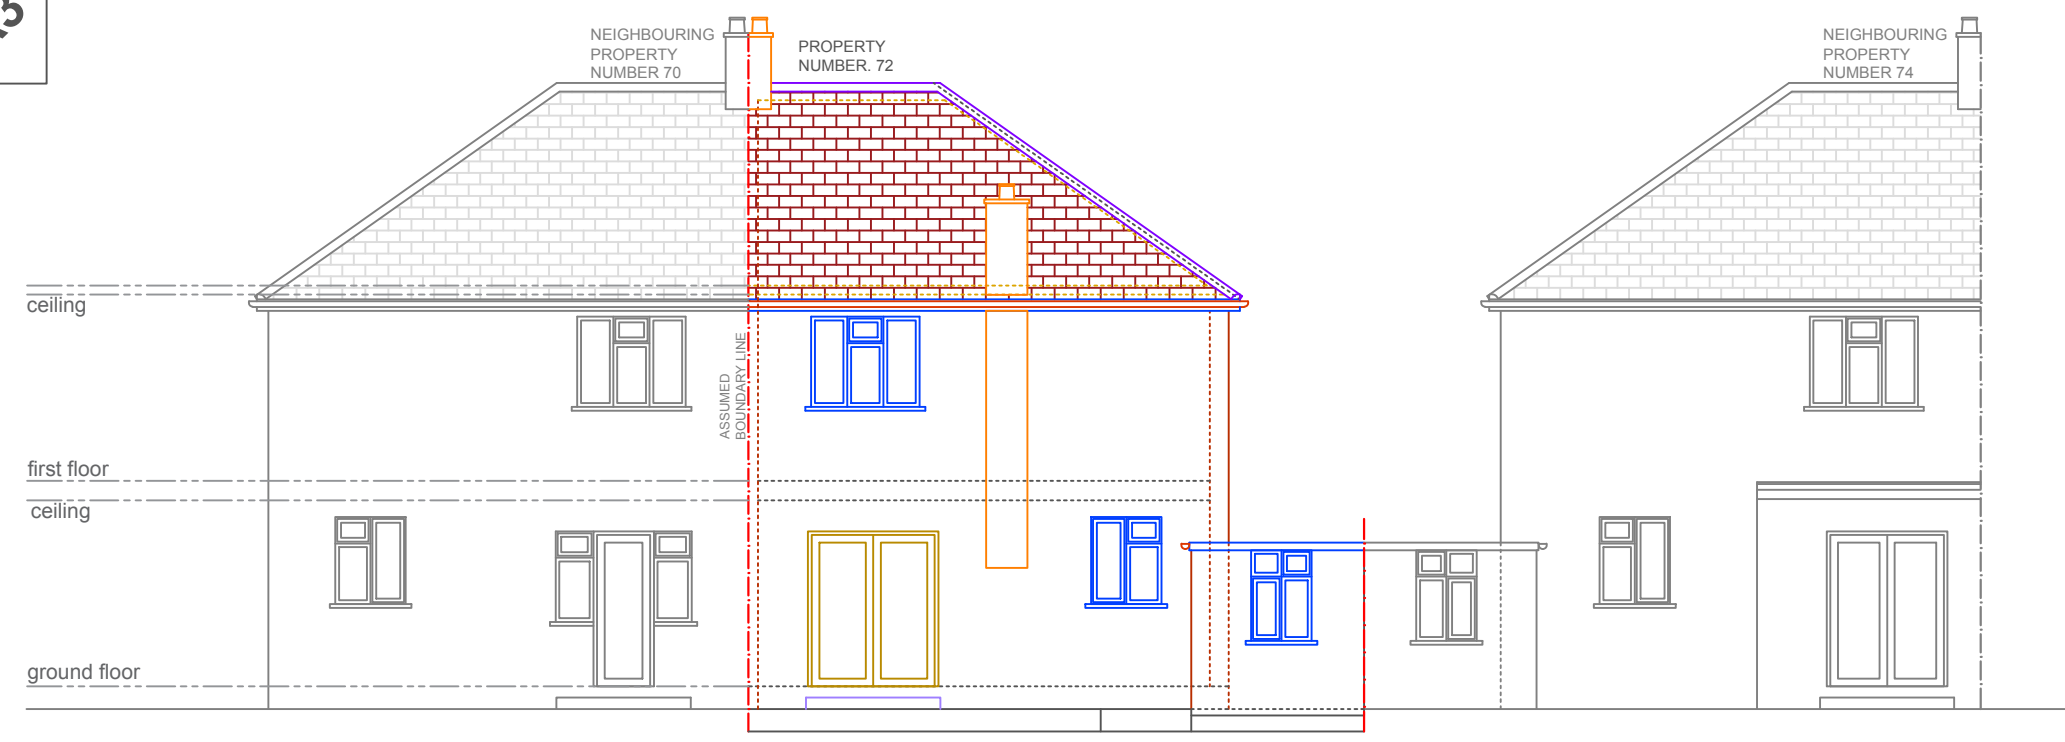 NEIGHBOURING
PROPERTY
NUMBER 70
PROPERTY
NUMBER. 72
NEIGHBOURING
PROPERTY
NUMBER 74
ceiling
ASSUMED
BOUNDARY LINE
first floor
ceiling
ground floor